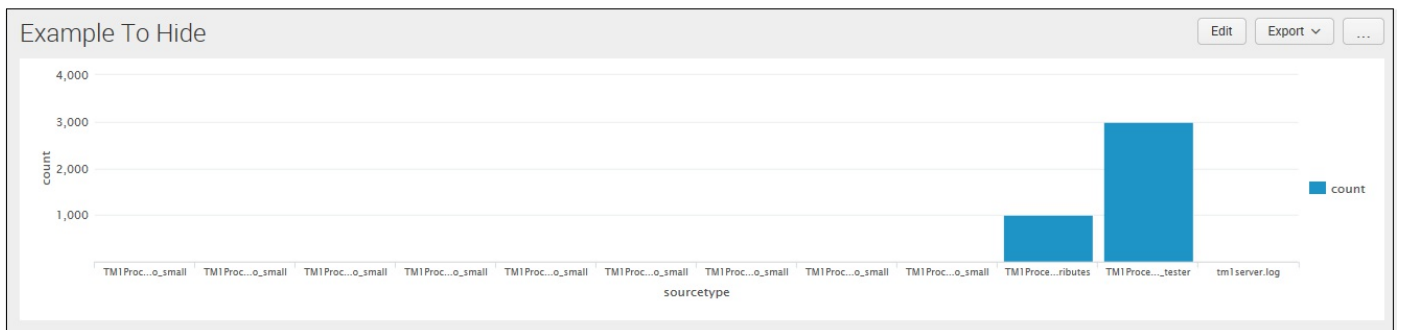 Example To Hide
Edit
Export
...
4,000
3,000
2,000
1,000
count
count
TM1Proc...o_small TM1Proc...o_small TM1Proc...o_small TM1Proc...o_small TM1Proc...o_small TM1Proc...o_small TM1Proc...o_small TM1Proc...o_small TM1Proc...o_small TM1Proce...ributes TM1Proce..._tester tm1server.log
sourcetype